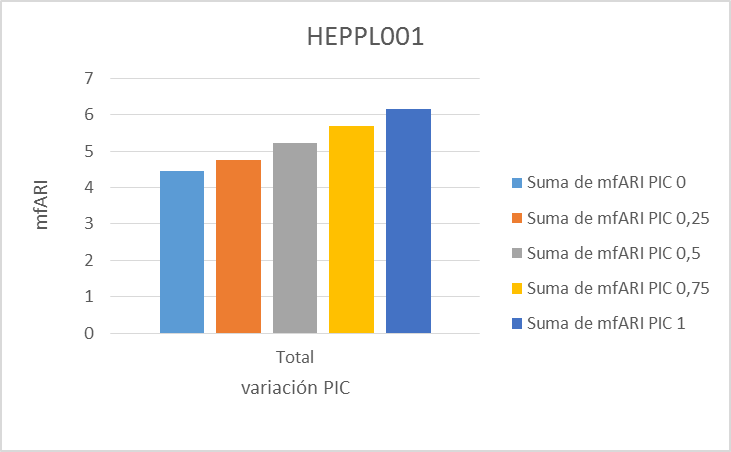 HEPPL001
7
6
5
4
3
2
1
0
mfARI
Total
variación PIC
Suma de mfARI PIC 0
Suma de mfARI PIC 0,25
Suma de mfARI PIC 0,5
Suma de mfARI PIC 0,75
Suma de mfARI PIC 1